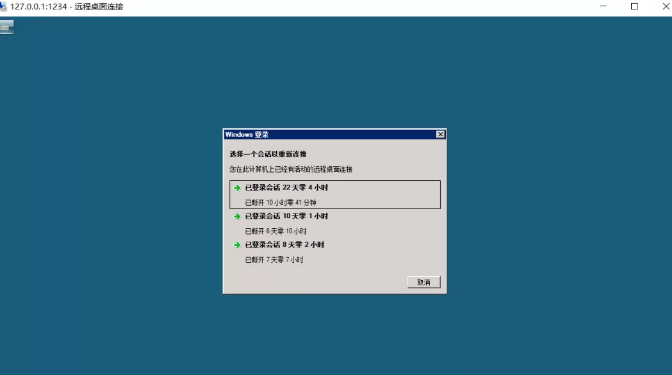 127.0.0.1:1234 - 远程桌面连接
Windows 登录
选择一个会话以重新连接
您在此计算机上已经有活动的远程桌面连接
已登录会话 22 天零 4 小时
已断开 10 小时零 41 分钟
已登录会话 10 天零 1 小时
已断开 6 天零 10 小时
已登录会话 8 天零 2 小时
已断开 7 天零 7 小时
取消